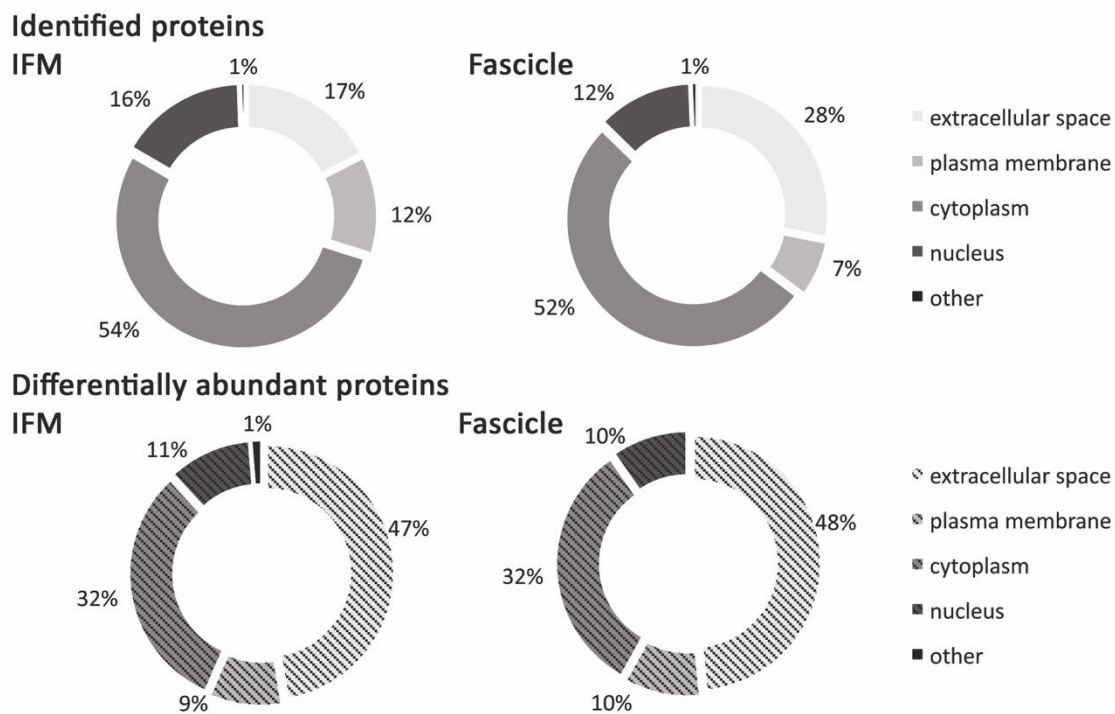 Identified proteins
IFM
Fascicle
1%
17%
12%
54%
16%
1%
28%
7%
52%
12%
extracellular space
plasma membrane
cytoplasm
nucleus
other
Differentially abundant proteins
IFM
Fascicle
1%
47%
9%
32%
11%
48%
10%
32%
10%
extracellular space
plasma membrane
cytoplasm
nucleus
other